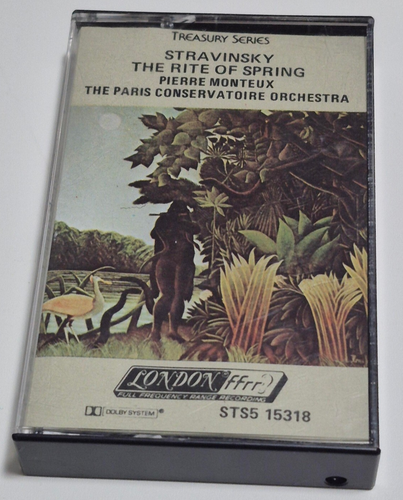 TREASURY SERIES
STRAVINSKY
THE RITE OF SPRING
PIERRE MONTEUX
THE PARIS CONSERVATOIRE ORCHESTRA
LONDON ffrr
FULL FREQUENCY RANGE RECORDING
DOLBY SYSTEM
STS5 15318